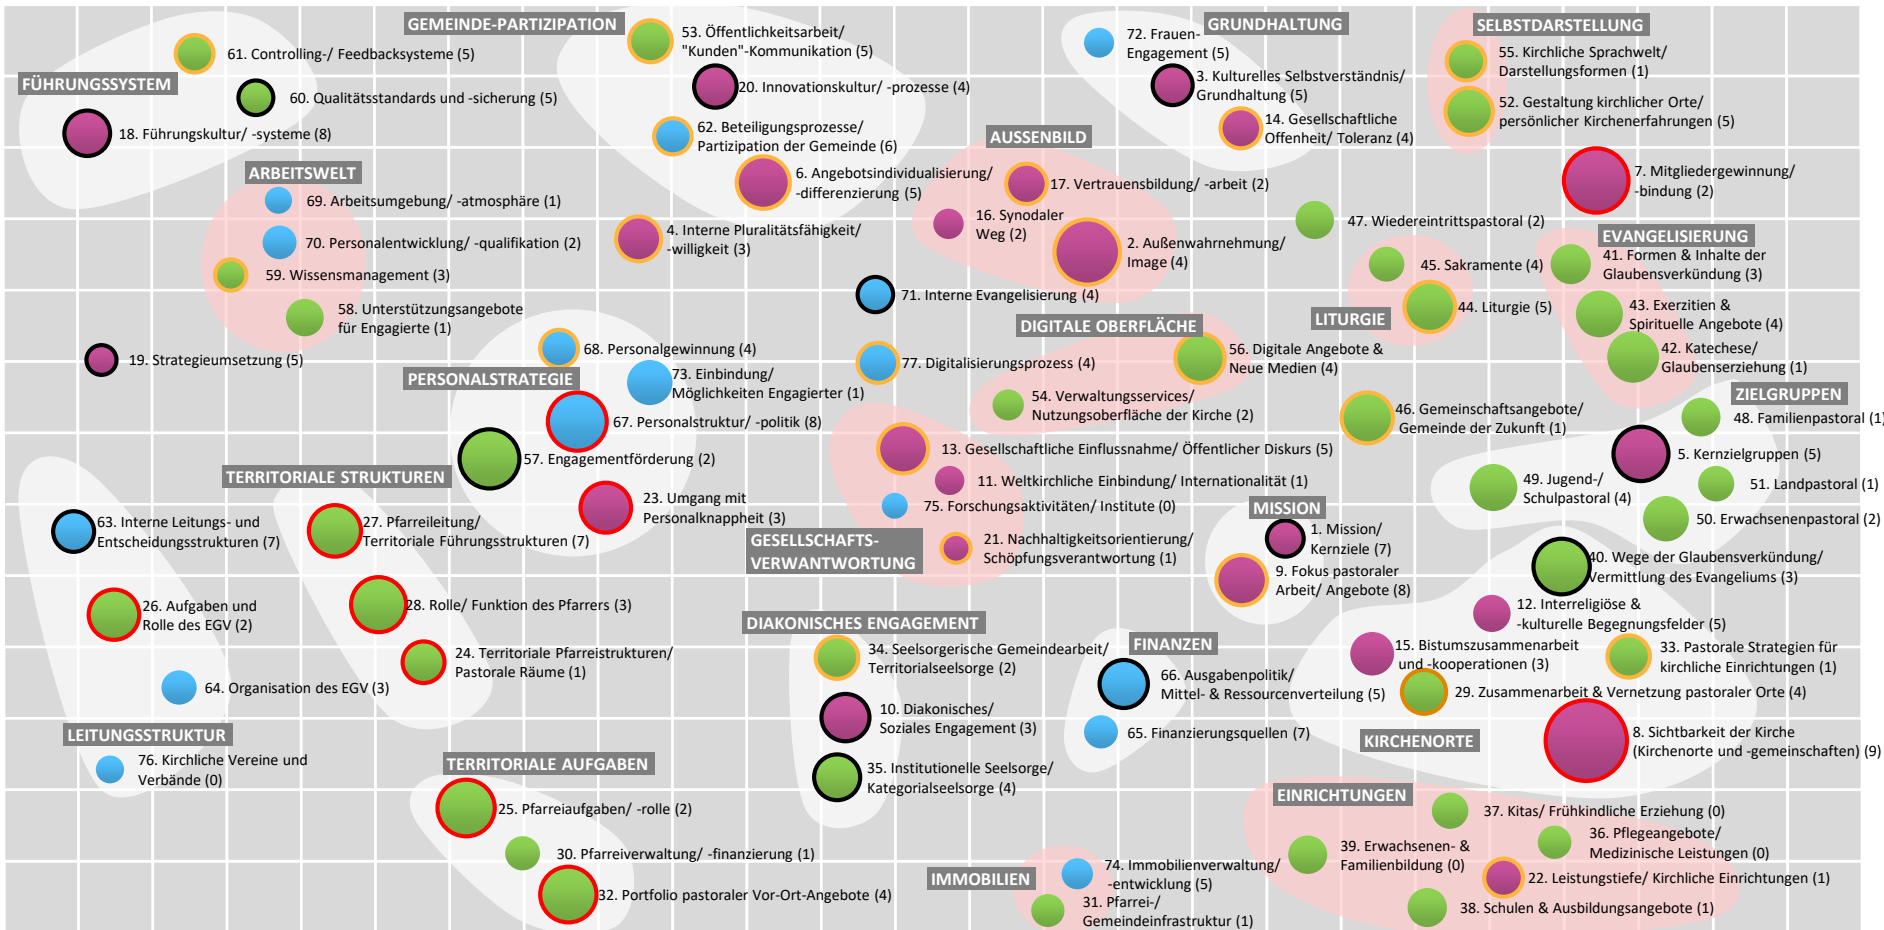 GEMEINDE-PARTIZIPATION
53. Öffentlichkeitsarbeit/
"Kunden"-Kommunikation (5)
20. Innovationskultur/ -prozesse (4)
62. Beteiligungsprozesse/
Partizipation der Gemeinde (6)
6. Angebotsindividualisierung/
-differenzierung (5)
4. Interne Pluralitätsfähigkeit/
-willigkeit (3)
FÜHRUNGSSYSTEM
61. Controlling-/ Feedbacksysteme (5)
60. Qualitätsstandards und -sicherung (5)
18. Führungskultur/ -systeme (8)
ARBEITSWELT
69. Arbeitsumgebung/ -atmosphäre (1)
70. Personalentwicklung/ -qualifikation (2)
59. Wissensmanagement (3)
58. Unterstützungsangebote
für Engagierte (1)
19. Strategieumsetzung (5)
GRUNDHALTUNG
72. Frauen-
Engagement (5)
3. Kulturelles Selbstverständnis/
Grundhaltung (5)
14. Gesellschaftliche
Offenheit/ Toleranz (4)
SELBSTDARSTELLUNG
55. Kirchliche Sprachwelt/
Darstellungsformen (1)
52. Gestaltung kirchlicher Orte/
persönlicher Kirchenerfahrungen (5)
7. Mitgliedergewinnung/
-bindung (2)
AUSSENBILD
17. Vertrauensbildung/ -arbeit (2)
16. Synodaler
Weg (2)
2. Außenwahrnehmung/
Image (4)
47. Wiedereintrittspastoral (2)
EVANGELISIERUNG
41. Formen & Inhalte der
Glaubensverkündung (3)
43. Exerzitien &
Spirituelle Angebote (4)
42. Katechese/
Glaubenserziehung (1)
45. Sakramente (4)
44. Liturgie (5)
LITURGIE
71. Interne Evangelisierung (4)
DIGITALE OBERFLÄCHE
77. Digitalisierungsprozess (4)
56. Digitale Angebote &
Neue Medien (4)
54. Verwaltungsservices/
Nutzungsoberfläche der Kirche (2)
68. Personalgewinnung (4)
PERSONALSTRATEGIE
73. Einbindung/
Möglichkeiten Engagierter (1)
67. Personalstruktur/ -politik (8)
57. Engagementförderung (2)
23. Umgang mit
Personalknappheit (3)
46. Gemeinschaftsangebote/
Gemeinde der Zukunft (1)
ZIELGRUPPEN
48. Familienpastoral (1)
5. Kernzielgruppen (5)
49. Jugend-/
Schulpastoral (4)
51. Landpastoral (1)
50. Erwachsenenpastoral (2)
13. Gesellschaftliche Einflussnahme/ Öffentlicher Diskurs (5)
11. Weltkirchliche Einbindung/ Internationalität (1)
75. Forschungsaktivitäten/ Institute (0)
21. Nachhaltigkeitsorientierung/
Schöpfungsverantwortung (1)
GESELLSCHAFTS-
VERWANTWORTUNG
TERRITORIALE STRUKTUREN
27. Pfarreileitung/
Territoriale Führungsstrukturen (7)
28. Rolle/ Funktion des Pfarrers (3)
24. Territoriale Pfarreistrukturen/
Pastorale Räume (1)
63. Interne Leitungs- und
Entscheidungsstrukturen (7)
26. Aufgaben und
Rolle des EGV (2)
64. Organisation des EGV (3)
LEITUNGSSTRUKTUR
76. Kirchliche Vereine und
Verbände (0)
MISSION
1. Mission/
Kernziele (7)
9. Fokus pastoraler
Arbeit/ Angebote (8)
40. Wege der Glaubensverkündung/
Vermittlung des Evangeliums (3)
12. Interreligiöse &
-kulturelle Begegnungsfelder (5)
15. Bistumszusammenarbeit
und -kooperationen (3)
33. Pastorale Strategien für
kirchliche Einrichtungen (1)
29. Zusammenarbeit & Vernetzung pastoraler Orte (4)
KIRCHENORTE
8. Sichtbarkeit der Kirche
(Kirchenorte und -gemeinschaften) (9)
DIAKONISCHES ENGAGEMENT
34. Seelsorgerische Gemeindearbeit/
Territorialseelsorge (2)
10. Diakonisches/
Soziales Engagement (3)
35. Institutionelle Seelsorge/
Kategorialseelsorge (4)
FINANZEN
66. Ausgabenpolitik/
Mittel- & Ressourcenverteilung (5)
65. Finanzierungsquellen (7)
TERRITORIALE AUFGABEN
25. Pfarreiaufgaben/ -rolle (2)
30. Pfarreiverwaltung/ -finanzierung (1)
32. Portfolio pastoraler Vor-Ort-Angebote (4)
IMMOBILIEN
74. Immobilienverwaltung/
-entwicklung (5)
31. Pfarrei-/
Gemeindeinfrastruktur (1)
EINRICHTUNGEN
37. Kitas/ Frühkindliche Erziehung (0)
36. Pflegeangebote/
Medizinische Leistungen (0)
39. Erwachsenen- &
Familienbildung (0)
22. Leistungstiefe/ Kirchliche Einrichtungen (1)
38. Schulen & Ausbildungsangebote (1)